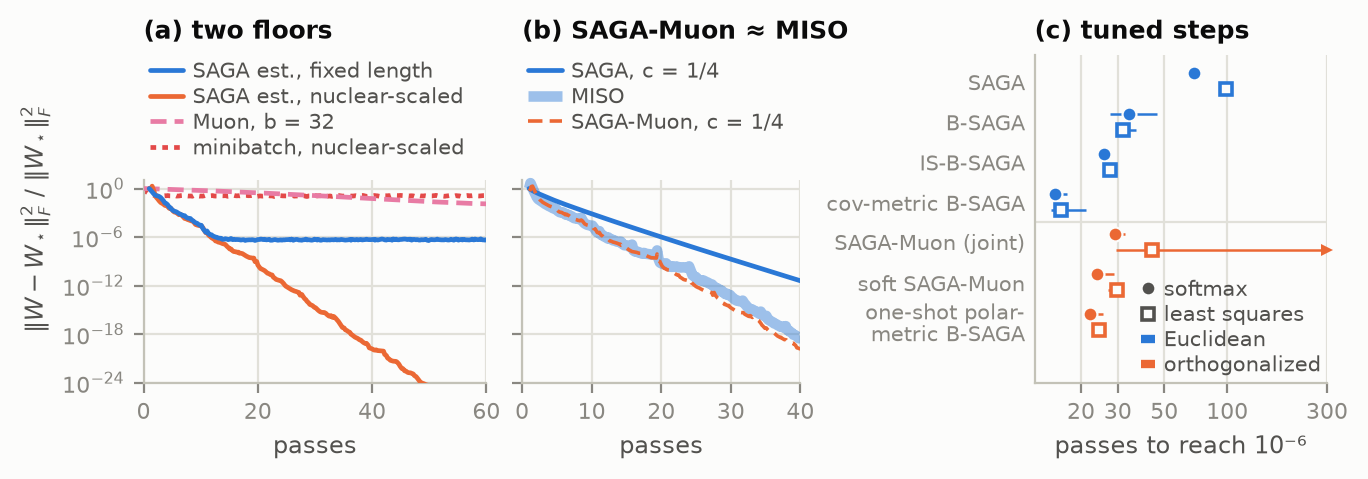 (a) two floors
SAGA est., fixed length
SAGA est., nuclear-scaled
Muon, b = 32
minibatch, nuclear-scaled
‖W − W⋆‖²_F / ‖W⋆‖²_F
10⁰
10⁻⁶
10⁻¹²
10⁻¹⁸
10⁻²⁴
0 20 40 60
passes
(b) SAGA-Muon ≈ MISO
SAGA, c = 1/4
MISO
SAGA-Muon, c = 1/4
0 10 20 30 40
passes
(c) tuned steps
SAGA
B-SAGA
IS-B-SAGA
cov-metric B-SAGA
SAGA-Muon (joint)
soft SAGA-Muon
one-shot polar-
metric B-SAGA
softmax
least squares
Euclidean
orthogonalized
20 30 50 100 300
passes to reach 10⁻⁶